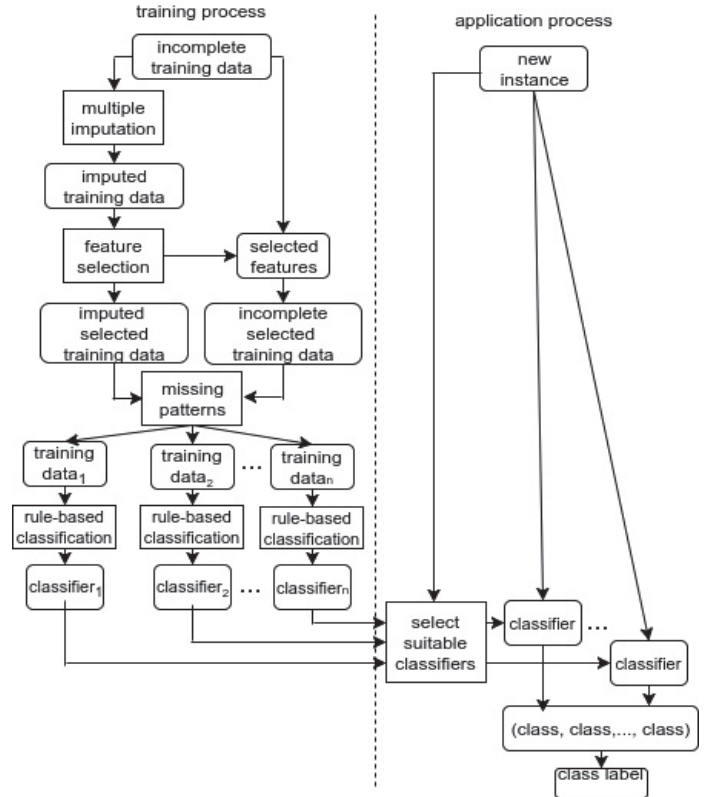 training process
application process
incomplete
training data
new
instance
multiple
imputation
imputed
training data
feature
selection
selected
features
imputed
selected
training data
incomplete
selected
training data
missing
patterns
training
data1
training
data2
...
training
datan
rule-based
classification
rule-based
classification
rule-based
classification
classifier1
classifier2
...
classifiern
select
suitable
classifiers
classifier
...
classifier
(class, class,..., class)
class label